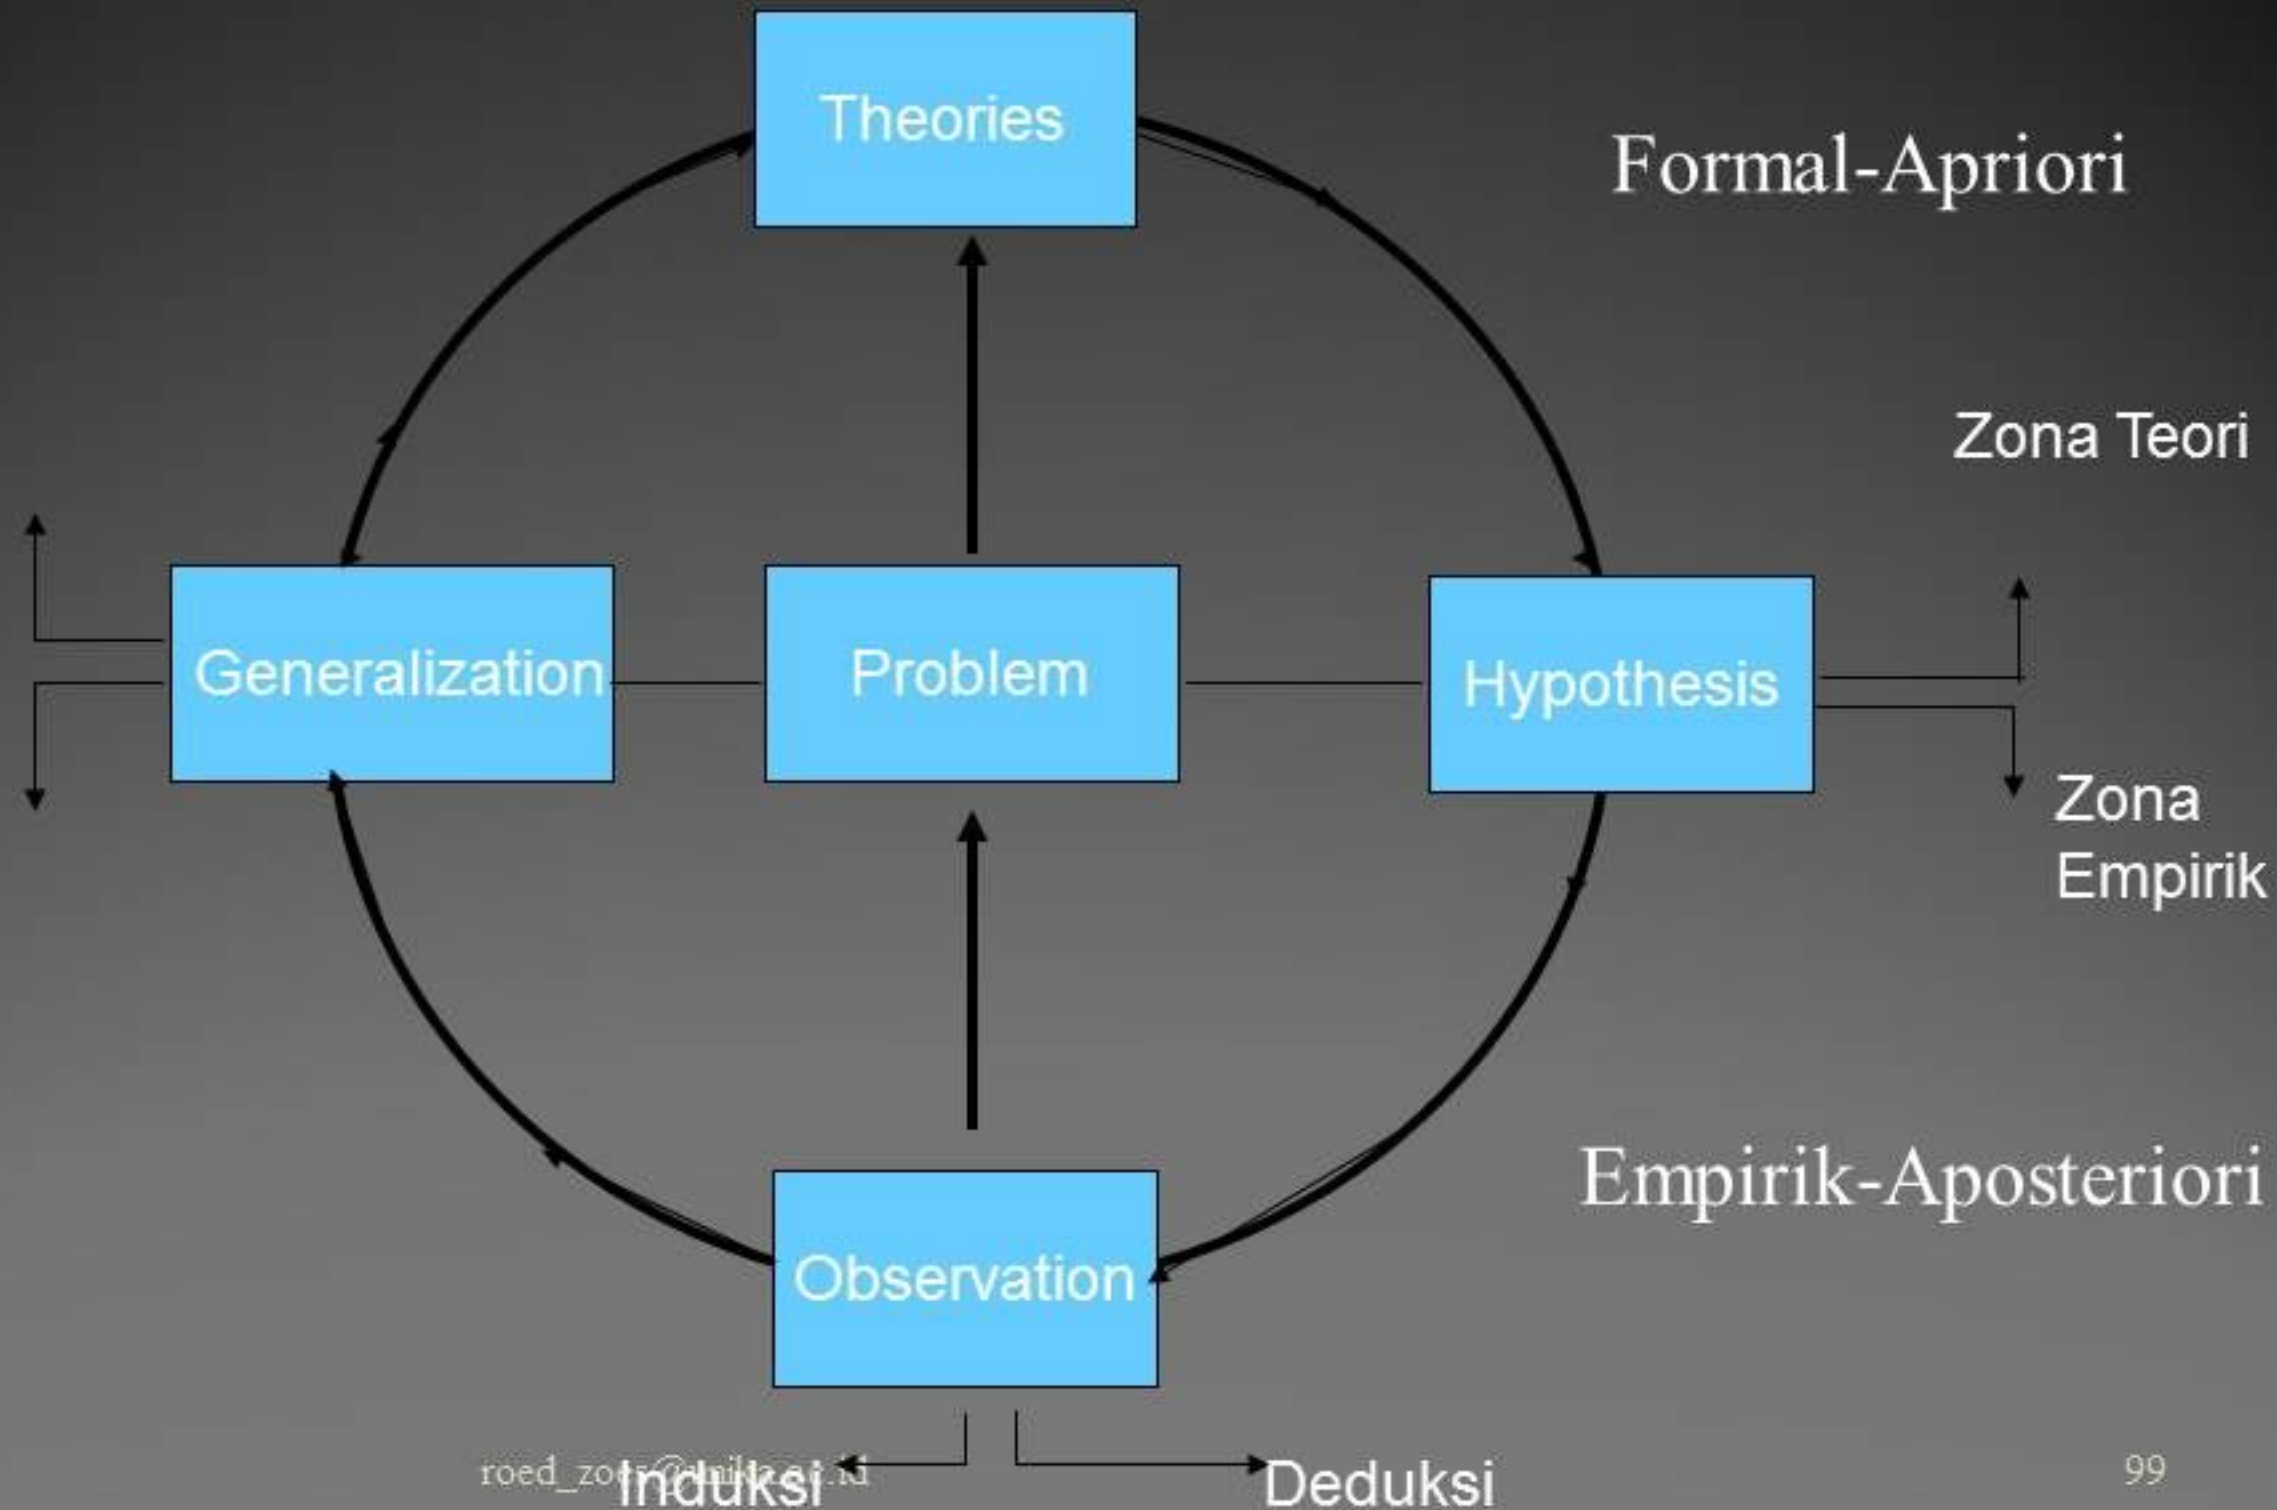 Theories
Formal-Apriori
Zona Teori
Generalization
Problem
Hypothesis
Zona
Empirik
Empirik-Aposteriori
Observation
Induksi
Deduksi
99